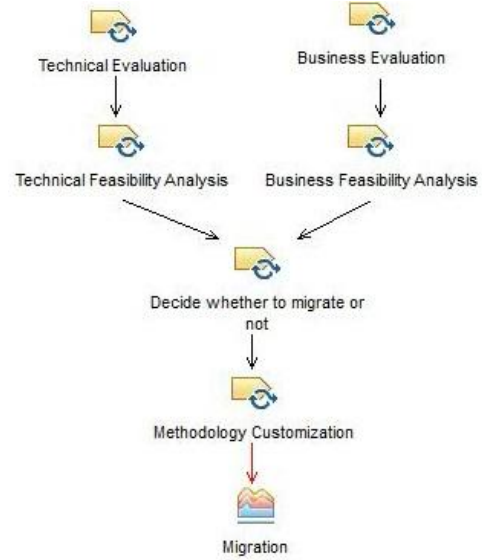 Technical Evaluation
Business Evaluation
Technical Feasibility Analysis
Business Feasibility Analysis
Decide whether to migrate or
not
Methodology Customization
Migration